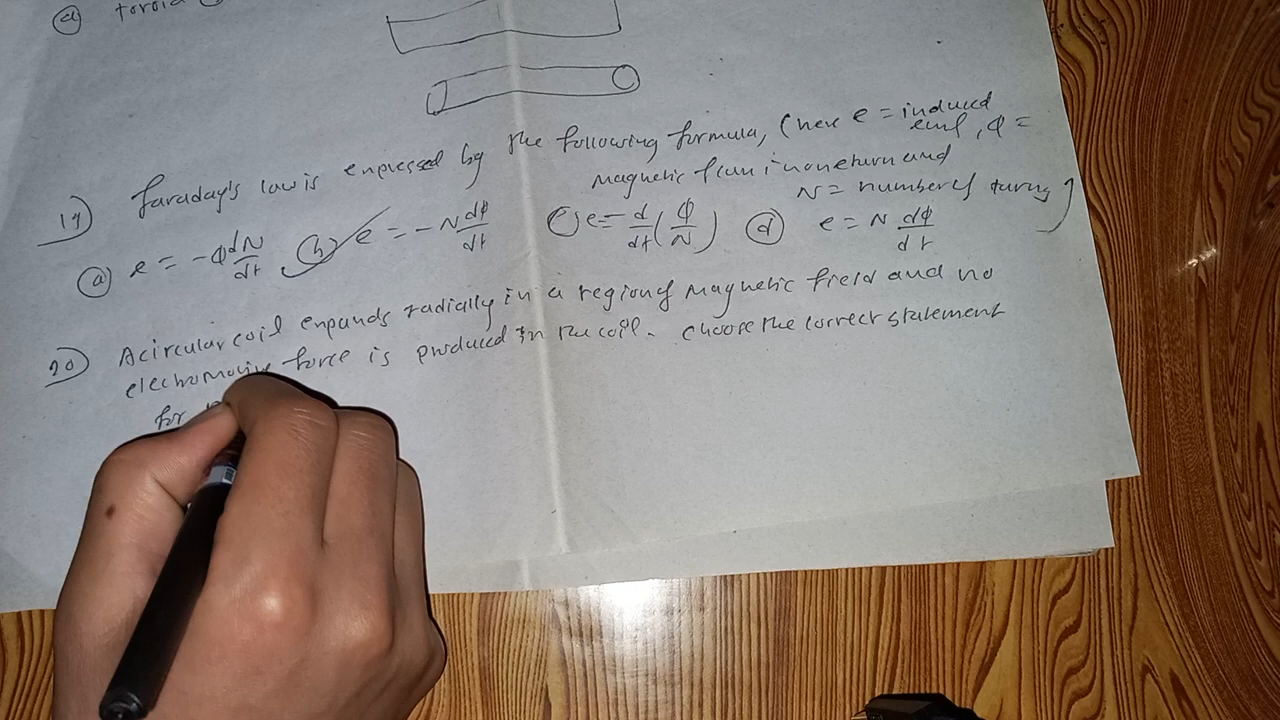 (a) toroid
19) Faraday's law is expressed by the following formula, (here e = induced emf, φ =
magnetic flux in one turn and
N = number of turns)
(a) e = -φ dN/dt (b) e = -N dφ/dt (c) e = -d/dt (φ/N) (d) e = N dφ/dt
20) A circular coil expands radially in a region of magnetic field and no
electromotive force is produced in the coil. choose the correct statement
for